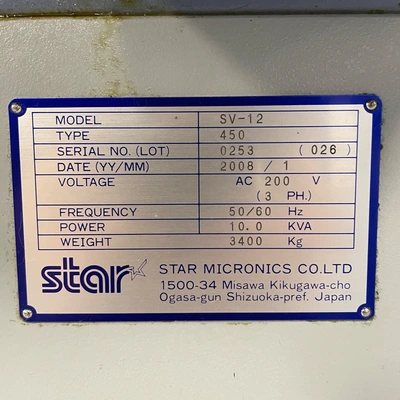 MODEL SV-12
TYPE 450
SERIAL NO. (LOT) 0253 (026)
DATE (YY/MM) 2008 / 1
VOLTAGE AC 200 V
(3 PH.)
FREQUENCY 50/60 Hz
POWER 10.0 KVA
WEIGHT 3400 Kg
star STAR MICRONICS CO.LTD
1500-34 Misawa Kikugawa-cho
Ogasa-gun Shizuoka-pref. Japan